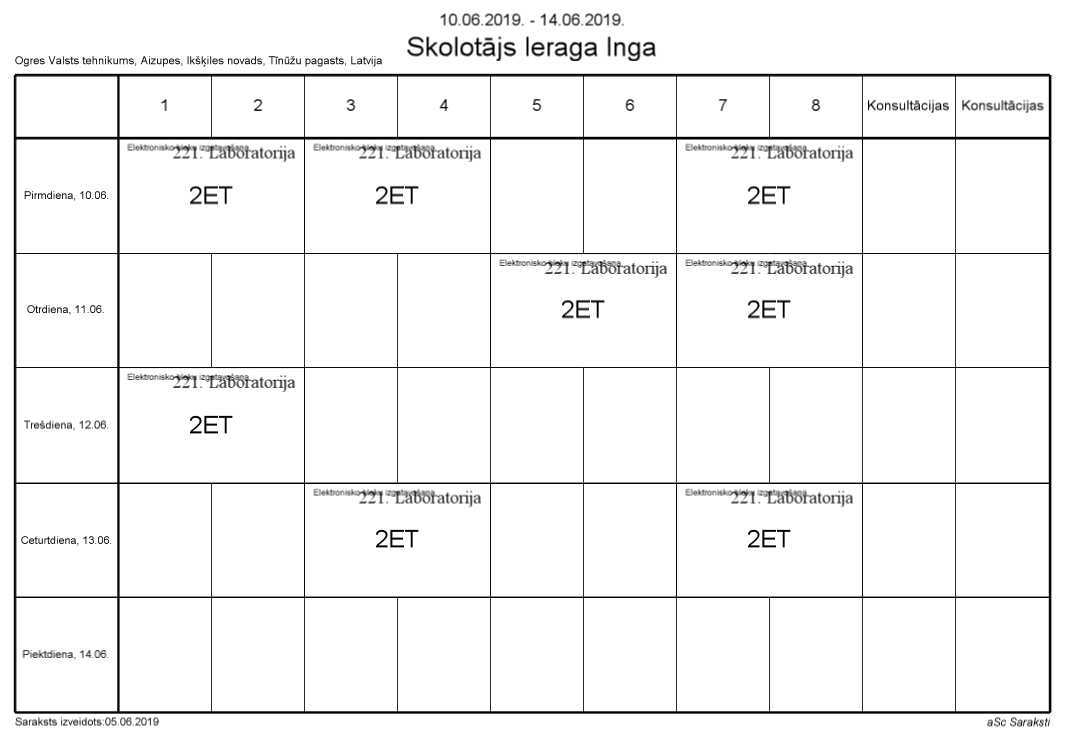 10.06.2019. - 14.06.2019.
Skolotājs Ieraga Inga
Ogres Valsts tehnikums, Aizupes, Ikšķiles novads, Tīnūžu pagasts, Latvija
1 2 3 4 5 6 7 8 Konsultācijas Konsultācijas
Elektronisko bloku izgatavošana Elektronisko bloku izgatavošana Elektronisko bloku izgatavošana
221. Laboratorija 221. Laboratorija 221. Laboratorija
Pirmdiena, 10.06. 2ET 2ET 2ET
Elektronisko bloku izgatavošana Elektronisko bloku izgatavošana
221. Laboratorija 221. Laboratorija
Otrdiena, 11.06. 2ET 2ET
Elektronisko bloku izgatavošana
221. Laboratorija
Trešdiena, 12.06. 2ET
Elektronisko bloku izgatavošana Elektronisko bloku izgatavošana
221. Laboratorija 221. Laboratorija
Ceturtdiena, 13.06. 2ET 2ET
Piektdiena, 14.06.
Saraksts izveidots:05.06.2019 aSc Saraksti